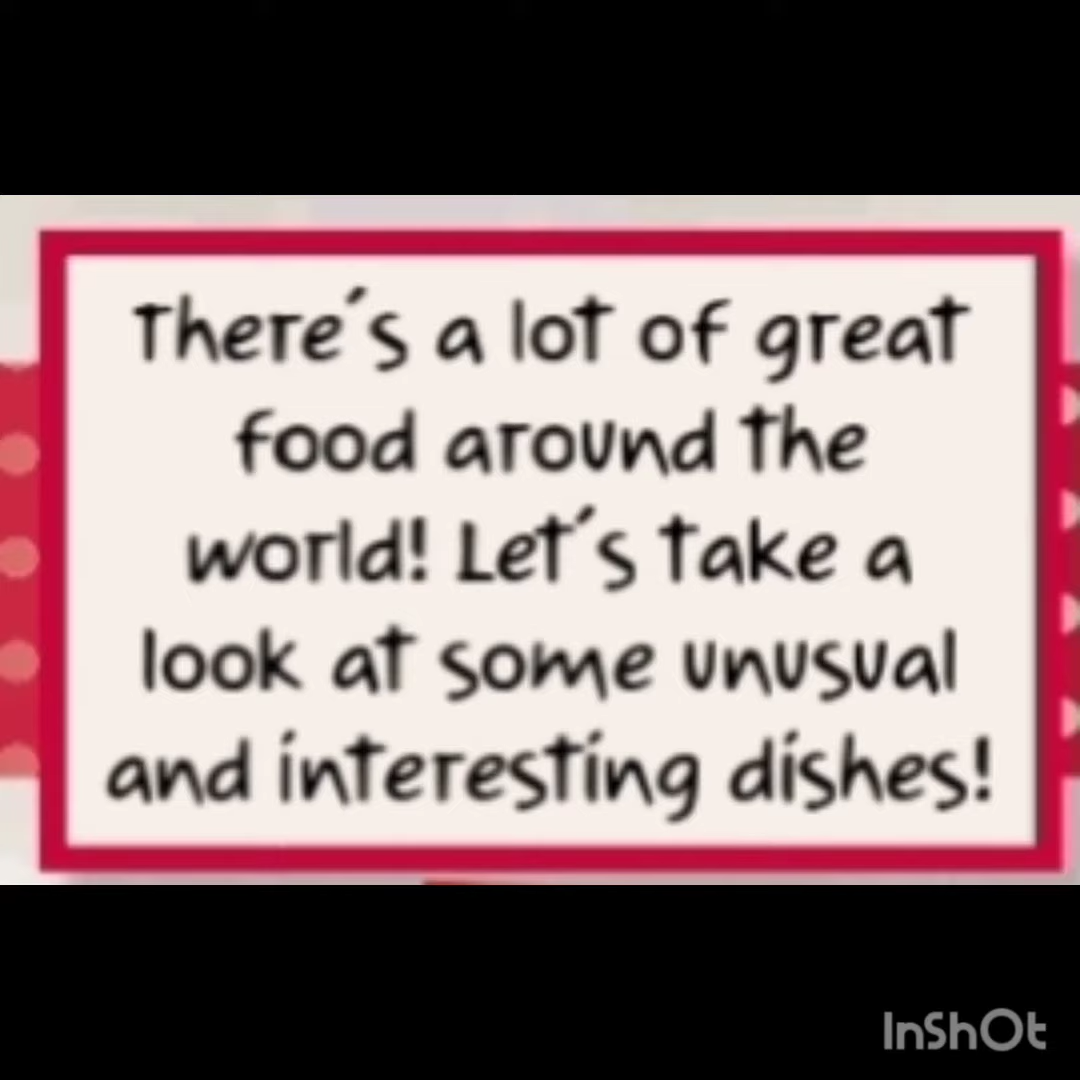 There´s a lot of great
food around the
world! Let´s take a
look at some unusual
and interesting dishes!
InShOt